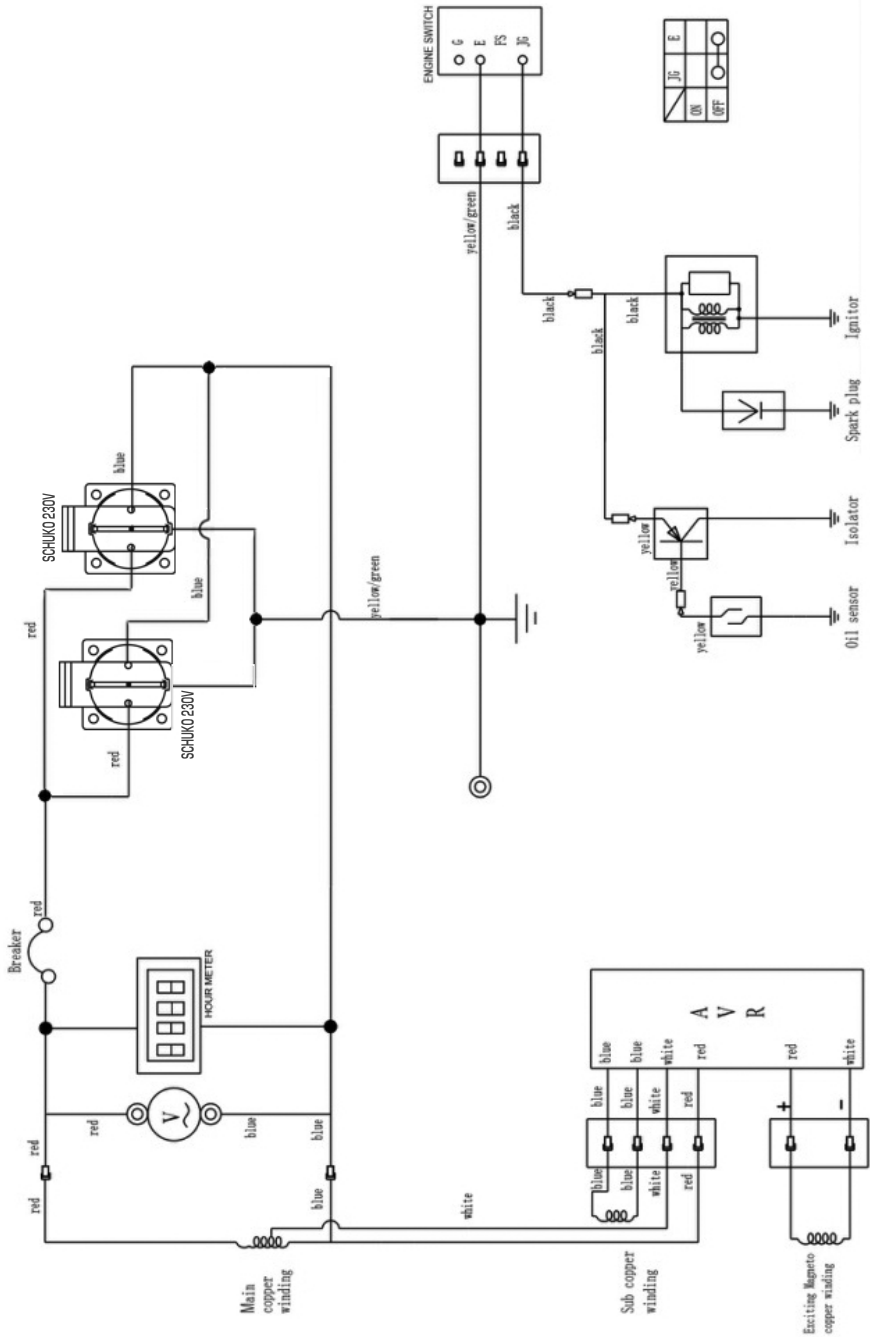 ENGINE SWITCH
G
E
FS
JG
JG
E
ON
OFF
yellow/green
black
black
black
black
Ignitor
Spark plug
Isolator
Oil sensor
yellow
yellow
yellow
SCHUKO 230V
SCHUKO 230V
blue
blue
red
red
yellow/green
Breaker
red
HOUR METER
V
red
blue
red
blue
red
blue
white
Main
copper
winding
Sub copper
winding
Exciting Magneto
copper winding
A
V
R
blue
blue
white
red
red
white
blue
blue
white
red
+
-
blue
blue
white
red